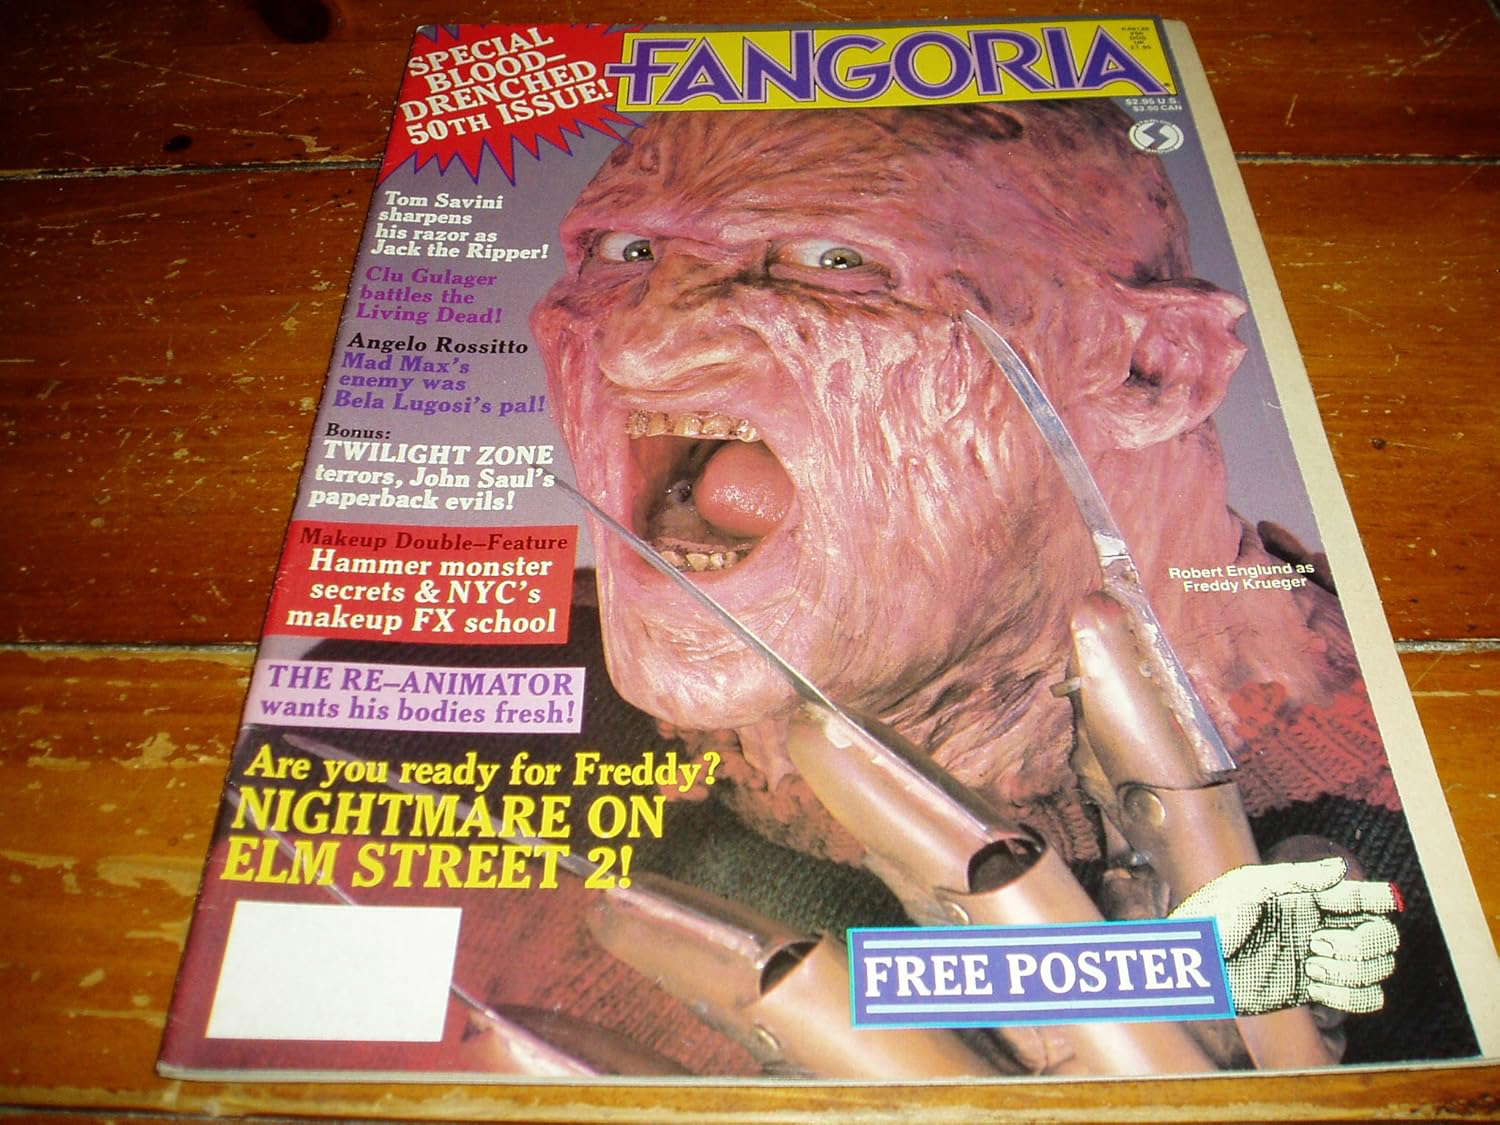 SPECIAL
BLOOD–
DRENCHED
50TH ISSUE!
FANGORIA
$2.95 U.S.
$3.50 CAN
Tom Savini
sharpens
his razor as
Jack the Ripper!
Clu Gulager
battles the
Living Dead!
Angelo Rossitto
Mad Max's
enemy was
Bela Lugosi's pal!
Bonus:
TWILIGHT ZONE
terrors, John Saul's
paperback evils!
Makeup Double–Feature
Hammer monster
secrets & NYC's
makeup FX school
THE RE–ANIMATOR
wants his bodies fresh!
Are you ready for Freddy?
NIGHTMARE ON
ELM STREET 2!
Robert Englund as
Freddy Krueger
FREE POSTER